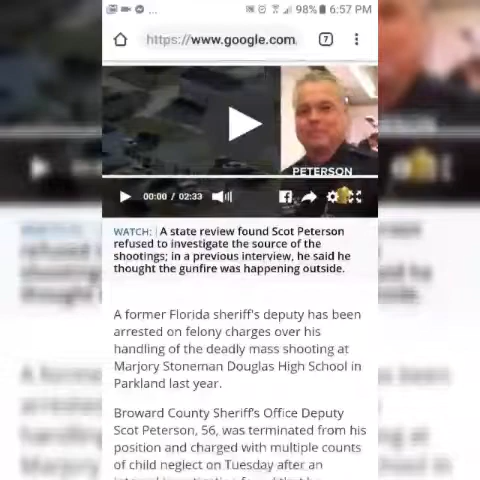 98% 6:57 PM
https://www.google.com
7
PETERSON
00:00 / 02:33
WATCH: | A state review found Scot Peterson
refused to investigate the source of the
shootings; in a previous interview, he said he
thought the gunfire was happening outside.
A former Florida sheriff's deputy has been
arrested on felony charges over his
handling of the deadly mass shooting at
Marjory Stoneman Douglas High School in
Parkland last year.
Broward County Sheriff's Office Deputy
Scot Peterson, 56, was terminated from his
position and charged with multiple counts
of child neglect on Tuesday after an